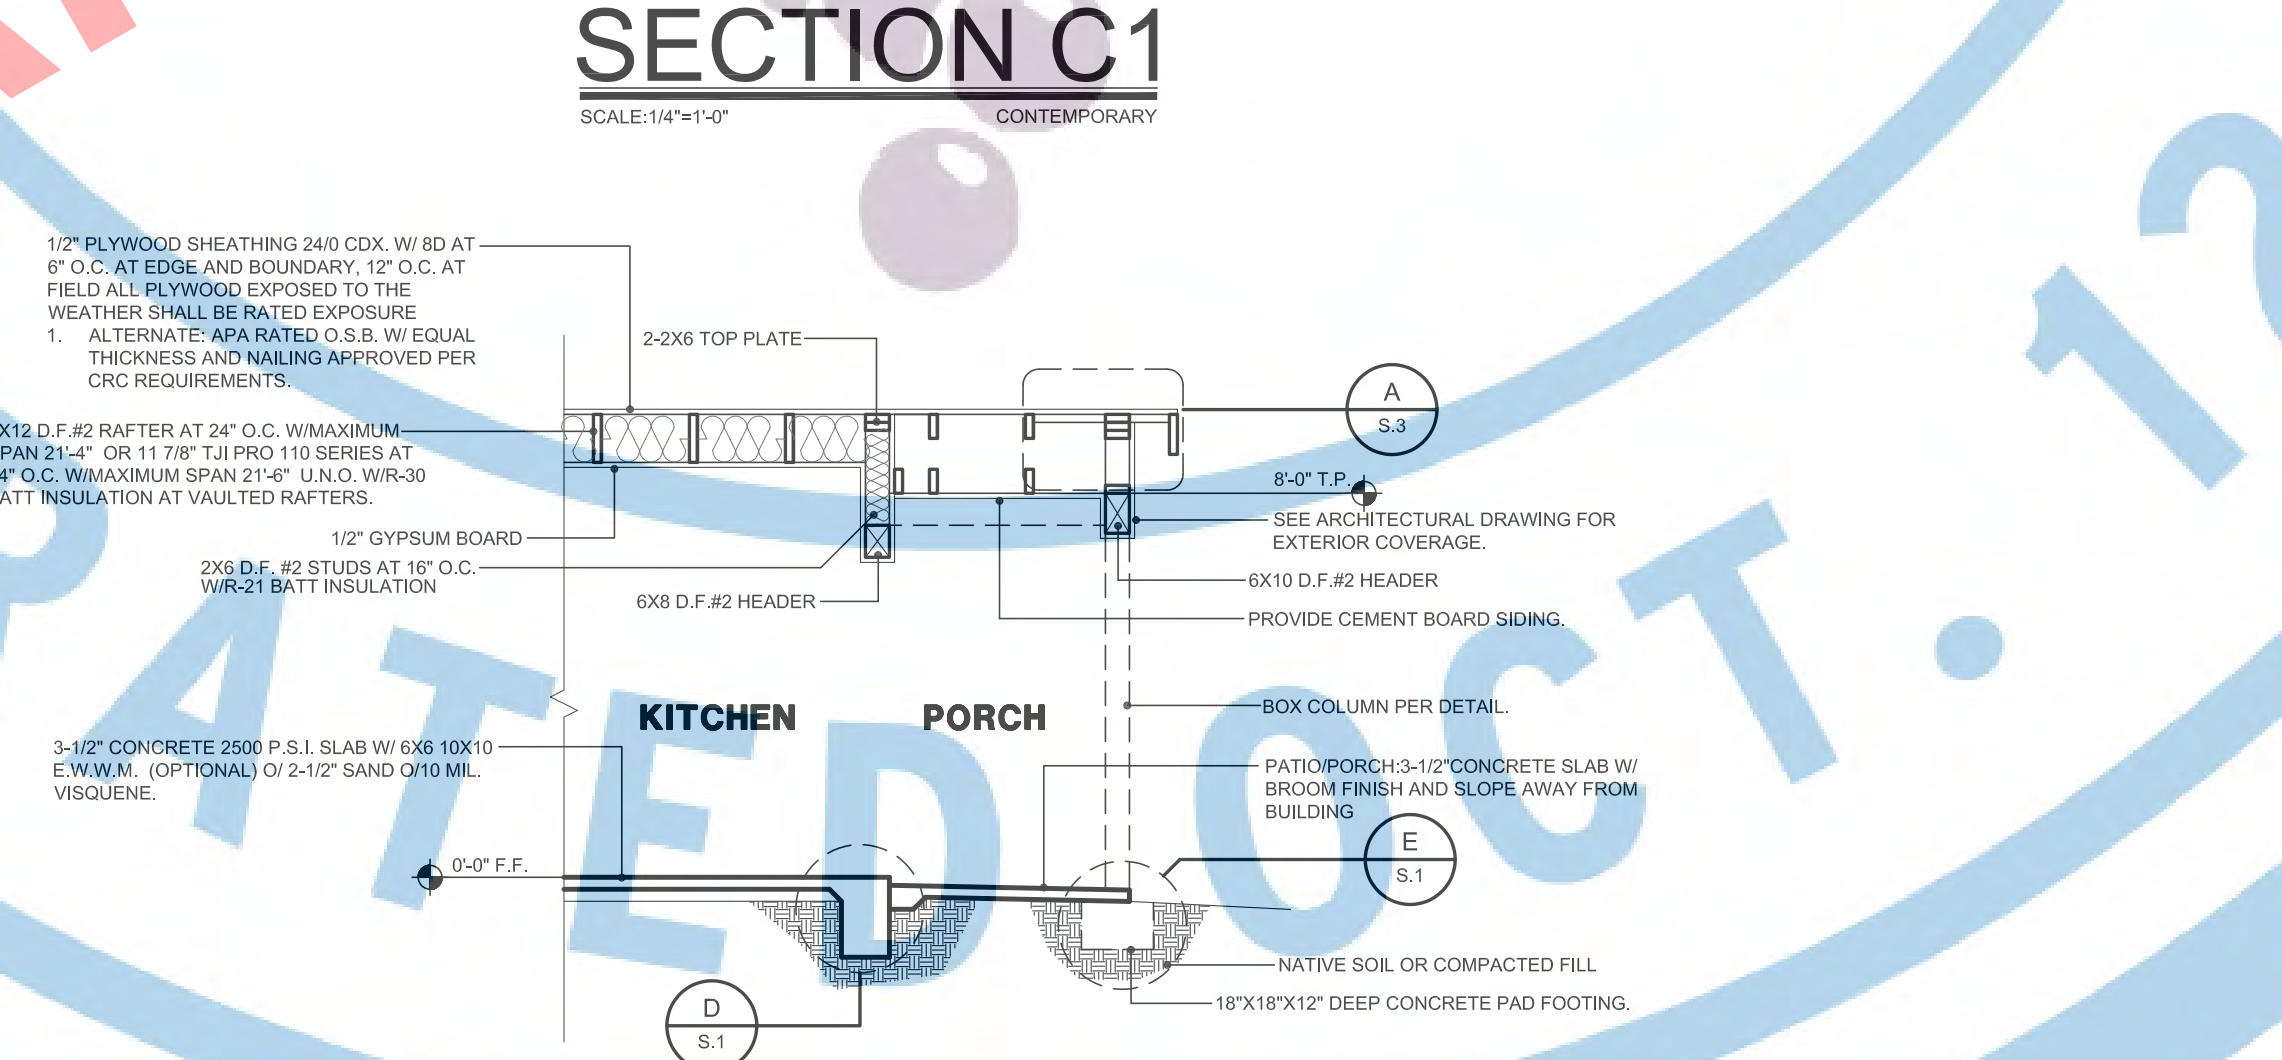 SECTION C1
SCALE:1/4"=1'-0"
CONTEMPORARY
1/2" PLYWOOD SHEATHING 24/0 CDX. W/ 8D AT
6" O.C. AT EDGE AND BOUNDARY, 12" O.C. AT
FIELD ALL PLYWOOD EXPOSED TO THE
WEATHER SHALL BE RATED EXPOSURE
1. ALTERNATE: APA RATED O.S.B. W/ EQUAL
THICKNESS AND NAILING APPROVED PER
CRC REQUIREMENTS.
X12 D.F.#2 RAFTER AT 24" O.C. W/MAXIMUM
PAN 21'-4" OR 11 7/8" TJI PRO 110 SERIES AT
4" O.C. W/MAXIMUM SPAN 21'-6" U.N.O. W/R-30
ATT INSULATION AT VAULTED RAFTERS.
1/2" GYPSUM BOARD
2X6 D.F. #2 STUDS AT 16" O.C.
W/R-21 BATT INSULATION
2-2X6 TOP PLATE
6X8 D.F.#2 HEADER
A
S.3
8'-0" T.P.
SEE ARCHITECTURAL DRAWING FOR
EXTERIOR COVERAGE.
6X10 D.F.#2 HEADER
PROVIDE CEMENT BOARD SIDING.
KITCHEN
PORCH
BOX COLUMN PER DETAIL.
3-1/2" CONCRETE 2500 P.S.I. SLAB W/ 6X6 10X10
E.W.W.M. (OPTIONAL) O/ 2-1/2" SAND O/10 MIL.
VISQUENE.
PATIO/PORCH:3-1/2"CONCRETE SLAB W/
BROOM FINISH AND SLOPE AWAY FROM
BUILDING
E
S.1
0'-0" F.F.
NATIVE SOIL OR COMPACTED FILL
18"X18"X12" DEEP CONCRETE PAD FOOTING.
D
S.1
RATED OCT. 12